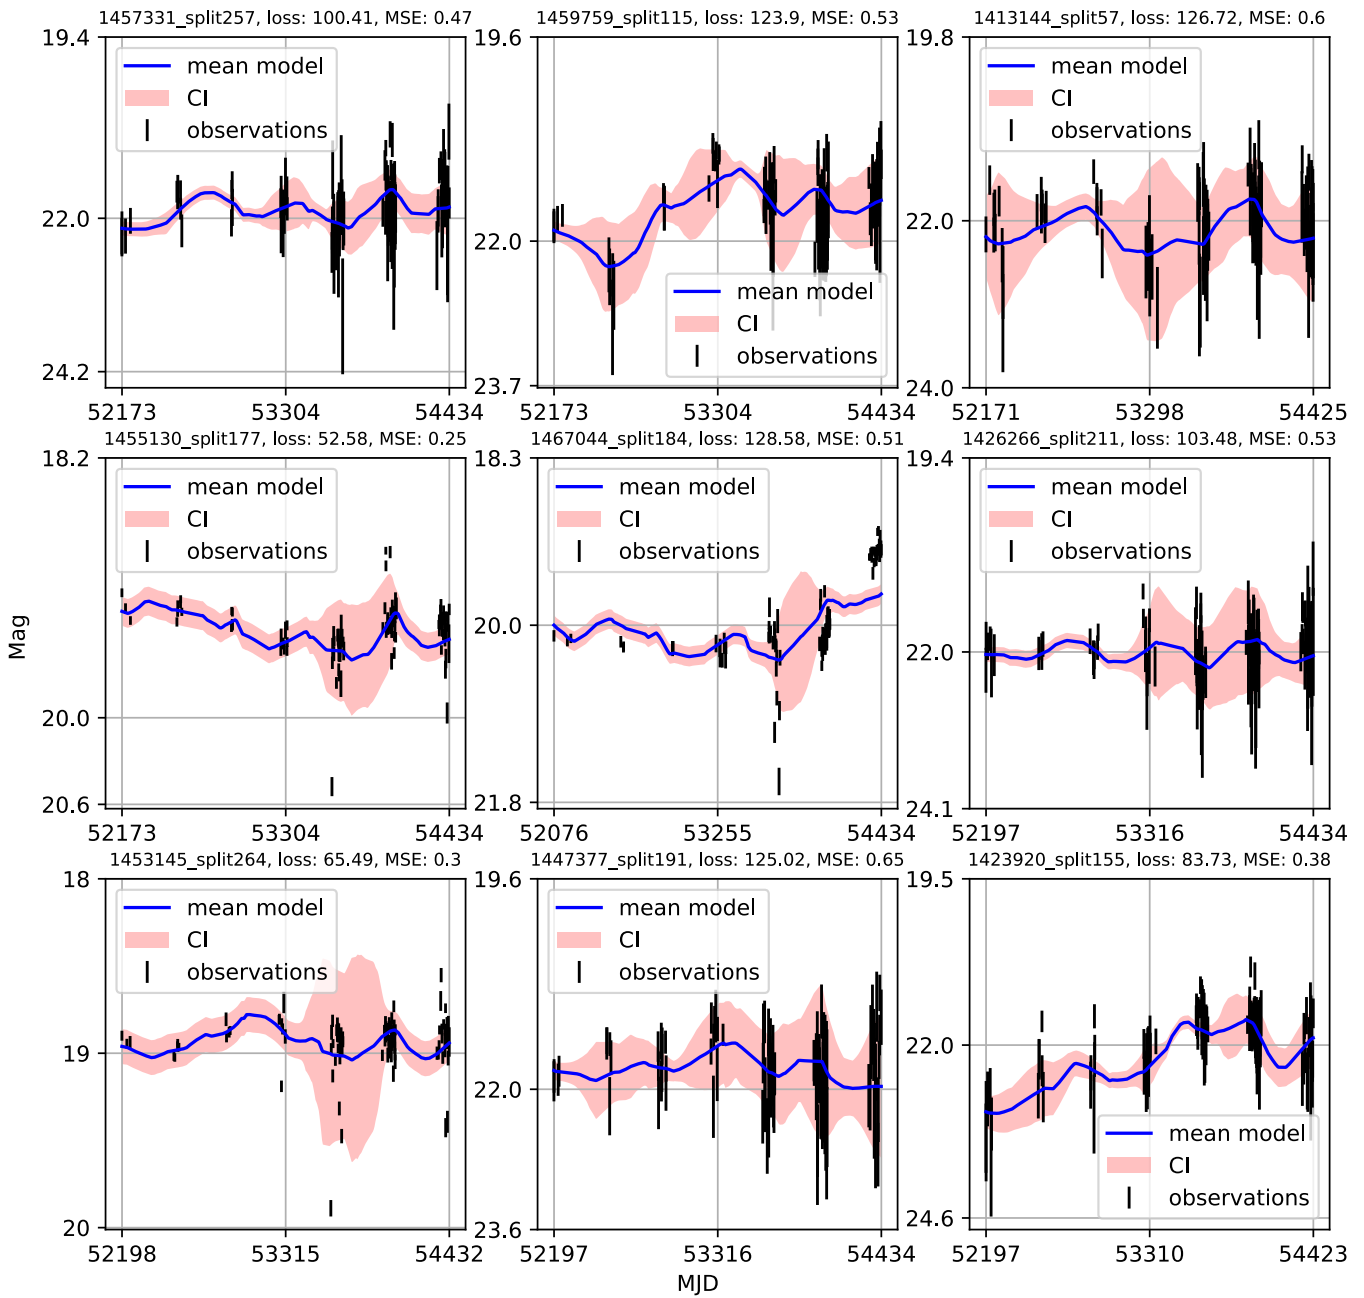 1457331_split257, loss: 100.41, MSE: 0.47
19.4
22.0
24.2
mean model
CI
observations
52173
53304
54434
1459759_split115, loss: 123.9, MSE: 0.53
19.6
22.0
23.7
mean model
CI
observations
52173
53304
54434
1413144_split57, loss: 126.72, MSE: 0.6
19.8
22.0
24.0
mean model
CI
observations
52171
53298
54425
Mag
1455130_split177, loss: 52.58, MSE: 0.25
18.2
20.0
20.6
mean model
CI
observations
52173
53304
54434
1467044_split184, loss: 128.58, MSE: 0.51
18.3
20.0
21.8
mean model
CI
observations
52076
53255
54434
1426266_split211, loss: 103.48, MSE: 0.53
19.4
22.0
24.1
mean model
CI
observations
52197
53316
54434
1453145_split264, loss: 65.49, MSE: 0.3
18
19
20
mean model
CI
observations
52198
53315
54432
1447377_split191, loss: 125.02, MSE: 0.65
19.6
22.0
23.6
mean model
CI
observations
52197
53316
54434
1423920_split155, loss: 83.73, MSE: 0.38
19.5
22.0
24.6
mean model
CI
observations
52197
53310
54423
MJD